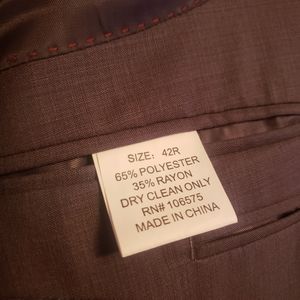 SIZE: 42R
65% POLYESTER
35% RAYON
DRY CLEAN ONLY
RN# 106575
MADE IN CHINA